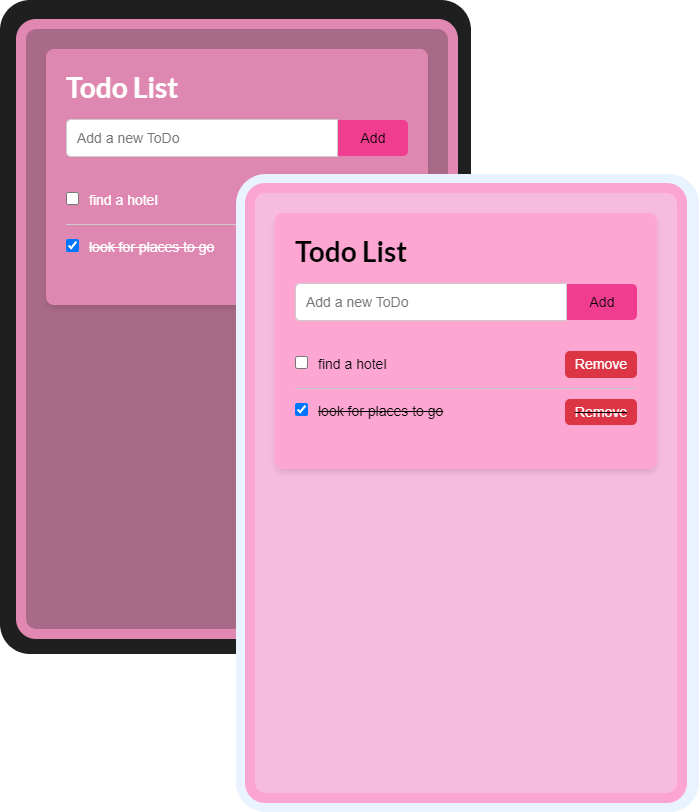 Todo List
Add a new ToDo
Add
find a hotel
look for places to go
Todo List
Add a new ToDo
Add
find a hotel
Remove
look for places to go
Remove